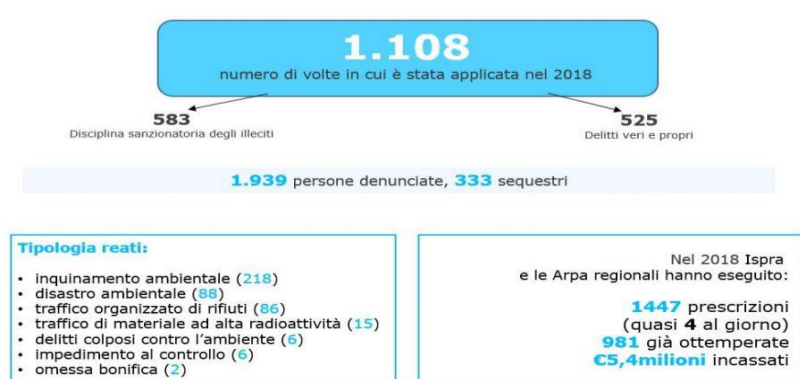 1.108
numero di volte in cui è stata applicata nel 2018
583
Disciplina sanzionatoria degli illeciti
525
Delitti veri e propri
1.939 persone denunciate, 333 sequestri
Tipologia reati:
• inquinamento ambientale (218)
• disastro ambientale (88)
• traffico organizzato di rifiuti (86)
• traffico di materiale ad alta radioattività (15)
• delitti colposi contro l'ambiente (6)
• impedimento al controllo (6)
• omessa bonifica (2)
Nel 2018 Ispra
e le Arpa regionali hanno eseguito:
1447 prescrizioni
(quasi 4 al giorno)
981 già ottemperate
€5,4milioni incassati